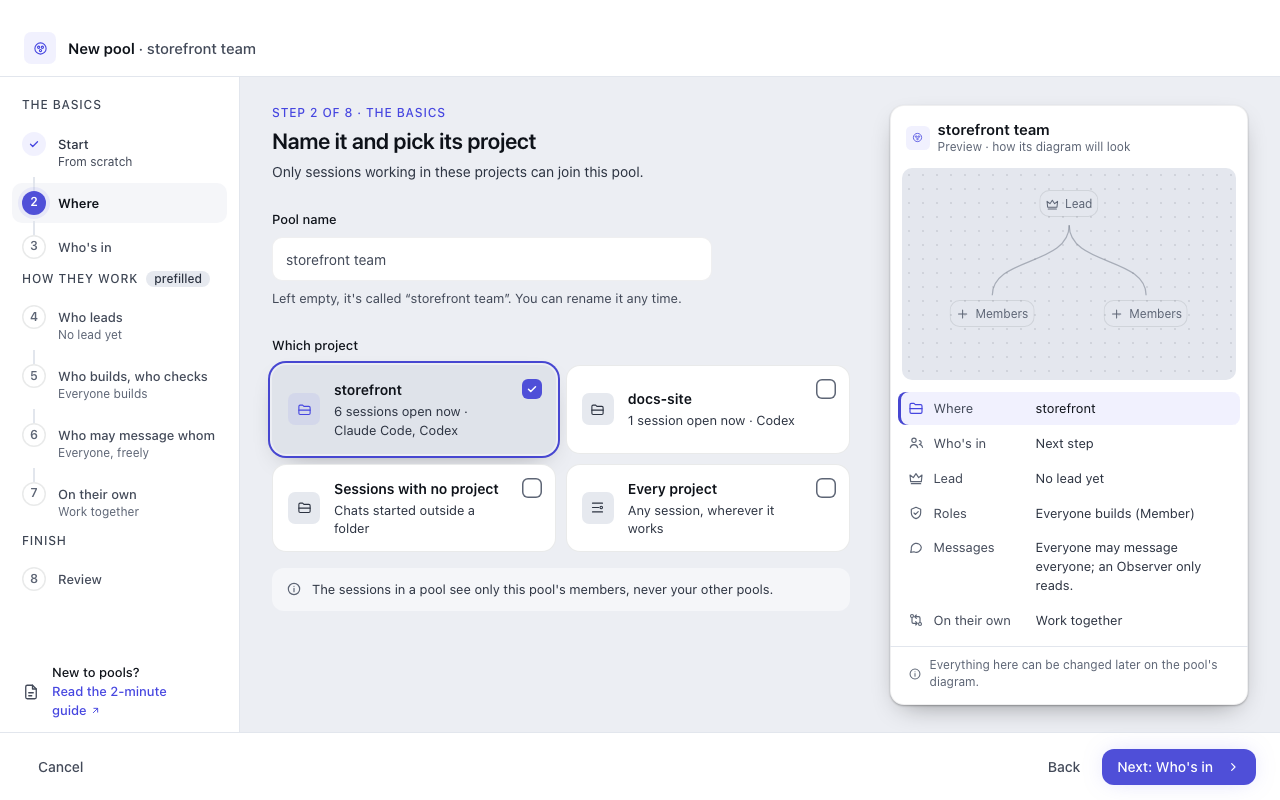 New pool · storefront team
THE BASICS
Start
From scratch
2
Where
3
Who's in
HOW THEY WORK prefilled
4
Who leads
No lead yet
5
Who builds, who checks
Everyone builds
6
Who may message whom
Everyone, freely
7
On their own
Work together
FINISH
8
Review
New to pools?
Read the 2-minute
guide ↗
STEP 2 OF 8 · THE BASICS
Name it and pick its project
Only sessions working in these projects can join this pool.
Pool name
storefront team
Left empty, it's called “storefront team”. You can rename it any time.
Which project
storefront
6 sessions open now ·
Claude Code, Codex
docs-site
1 session open now · Codex
Sessions with no project
Chats started outside a
folder
Every project
Any session, wherever it
works
The sessions in a pool see only this pool's members, never your other pools.
storefront team
Preview · how its diagram will look
Lead
+ Members
+ Members
Where storefront
Who's in Next step
Lead No lead yet
Roles Everyone builds (Member)
Messages Everyone may message
everyone; an Observer only
reads.
On their own Work together
Everything here can be changed later on the pool's
diagram.
Cancel
Back
Next: Who's in